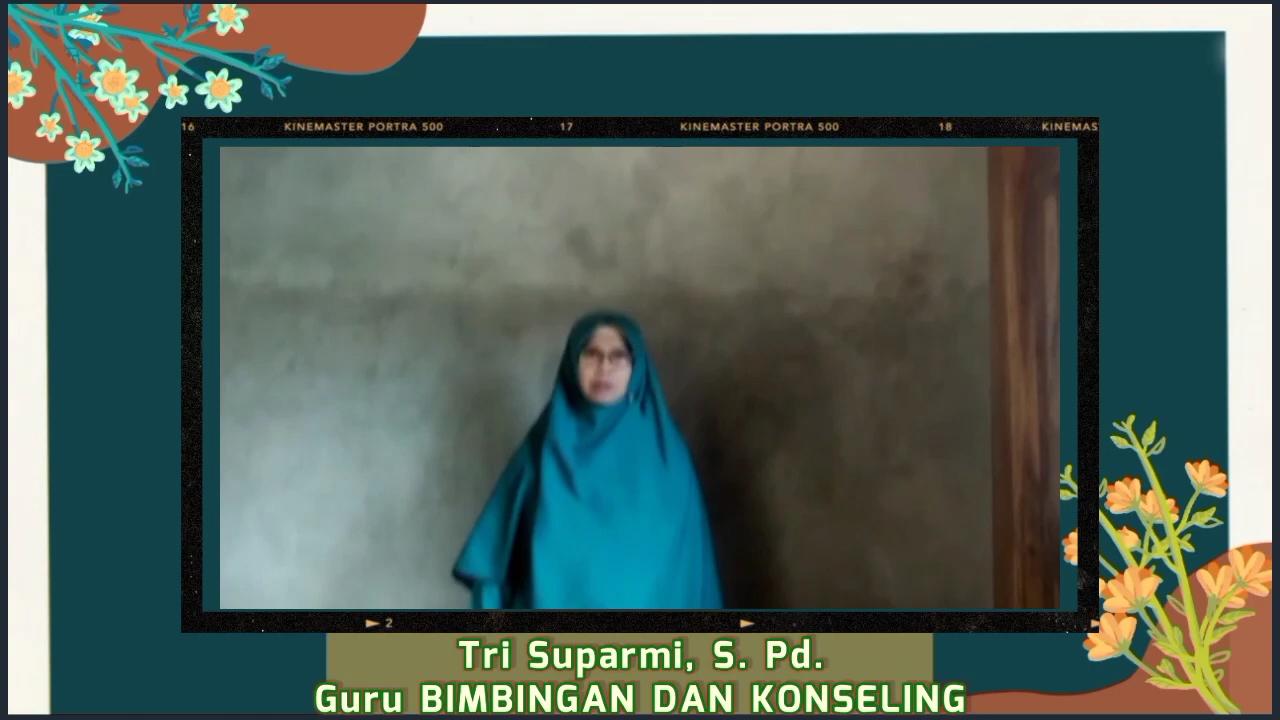 16 KINEMASTER PORTRA 500 17 KINEMASTER PORTRA 500 18 KINEMAS
2
Tri Suparmi, S. Pd.
Guru BIMBINGAN DAN KONSELING